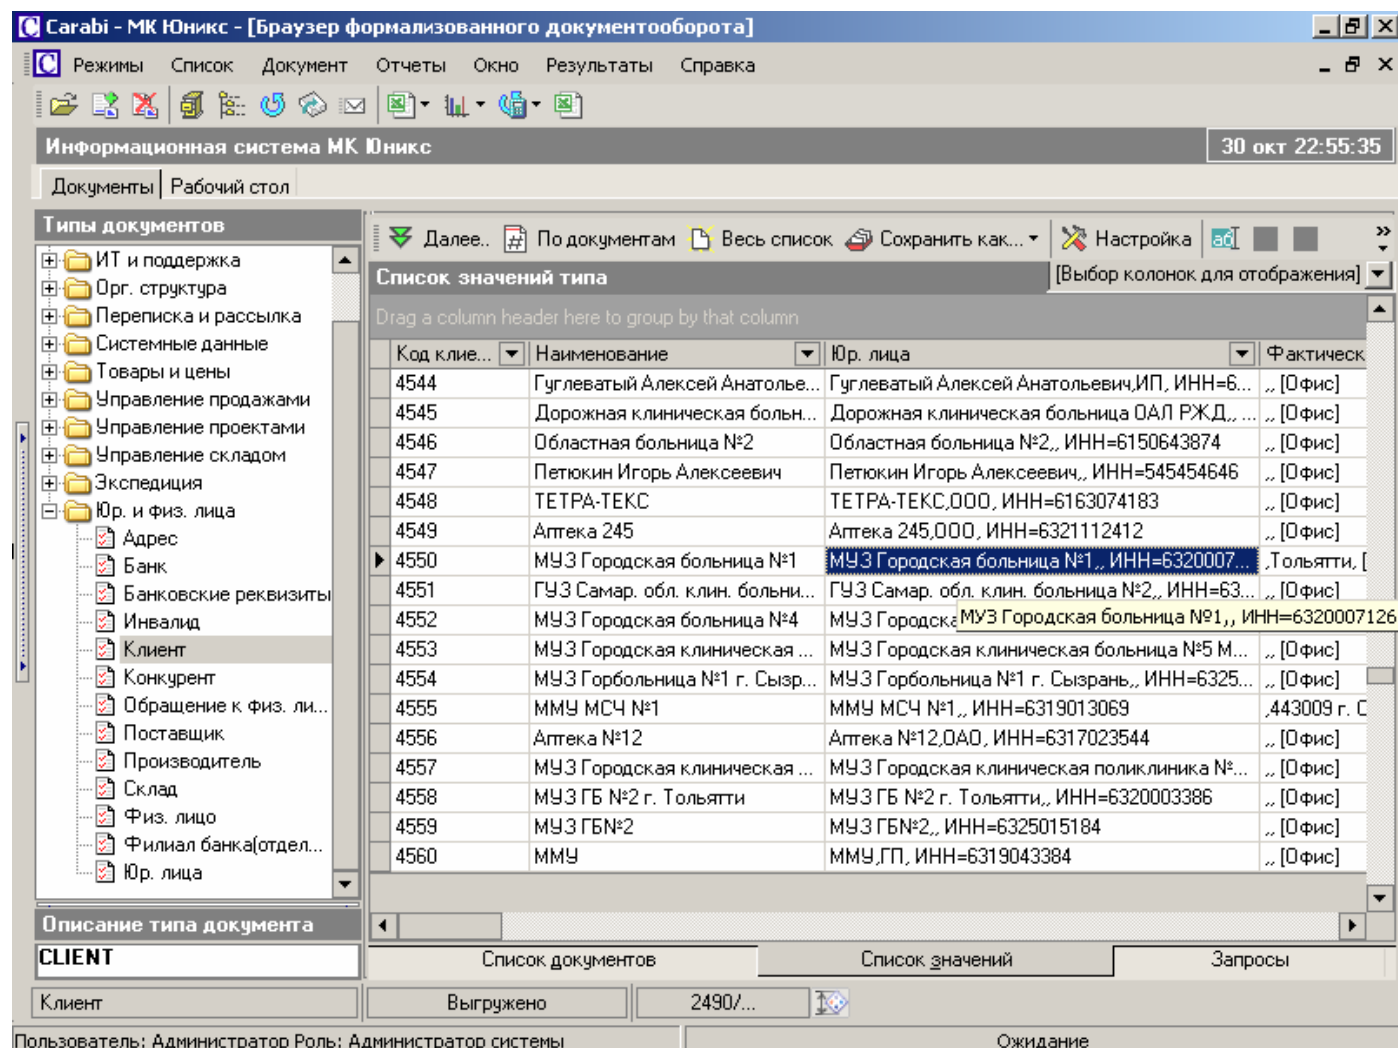 Carabi - МК Юникс - [Браузер формализованного документооборота]
Режимы Список Документ Отчеты Окно Результаты Справка
Информационная система МК Юникс 30 окт 22:55:35
Документы Рабочий стол
Типы документов
ИТ и поддержка
Орг. структура
Переписка и рассылка
Системные данные
Товары и цены
Управление продажами
Управление проектами
Управление складом
Экспедиция
Юр. и физ. лица
Адрес
Банк
Банковские реквизиты
Инвалид
Клиент
Конкурент
Обращение к физ. ли...
Поставщик
Производитель
Склад
Физ. лицо
Филиал банка(отдел...
Юр. лица
Описание типа документа
CLIENT
Далее.. По документам Весь список Сохранить как... Настройка
Список значений типа [Выбор колонок для отображения]
Drag a column header here to group by that column
Код клие... Наименование Юр. лица Фактическ
4544 Гуглеватый Алексей Анатолье... Гуглеватый Алексей Анатольевич,ИП, ИНН=6... ,, [Офис]
4545 Дорожная клиническая больн... Дорожная клиническая больница ОАЛ РЖД,, ... ,, [Офис]
4546 Областная больница №2 Областная больница №2,, ИНН=6150643874 ,, [Офис]
4547 Петюкин Игорь Алексеевич Петюкин Игорь Алексеевич,, ИНН=545454646 ,, [Офис]
4548 ТЕТРА-ТЕКС ТЕТРА-ТЕКС,ООО, ИНН=6163074183 ,, [Офис]
4549 Аптека 245 Аптека 245,ООО, ИНН=6321112412 ,, [Офис]
4550 МУЗ Городская больница №1 МУЗ Городская больница №1,, ИНН=6320007... ,Тольятти, [
4551 ГУЗ Самар. обл. клин. больни... ГУЗ Самар. обл. клин. больница №2,, ИНН=63... ,, [Офис]
4552 МУЗ Городская больница №4 МУЗ Городска МУЗ Городская больница №1,, ИНН=6320007126
4553 МУЗ Городская клиническая ... МУЗ Городская клиническая больница №5 М... ,, [Офис]
4554 МУЗ Горбольница №1 г. Сызр... МУЗ Горбольница №1 г. Сызрань,, ИНН=6325... ,, [Офис]
4555 ММУ МСЧ №1 ММУ МСЧ №1,, ИНН=6319013069 ,443009 г. С
4556 Аптека №12 Аптека №12,ОАО, ИНН=6317023544 ,, [Офис]
4557 МУЗ Городская клиническая ... МУЗ Городская клиническая поликлиника №... ,, [Офис]
4558 МУЗ ГБ №2 г. Тольятти МУЗ ГБ №2 г. Тольятти,, ИНН=6320003386 ,, [Офис]
4559 МУЗ ГБ№2 МУЗ ГБ№2,, ИНН=6325015184 ,, [Офис]
4560 ММУ ММУ,ГП, ИНН=6319043384 ,, [Офис]
Список документов Список значений Запросы
Клиент Выгружено 2490/...
Пользователь: Администратор Роль: Администратор системы Ожидание